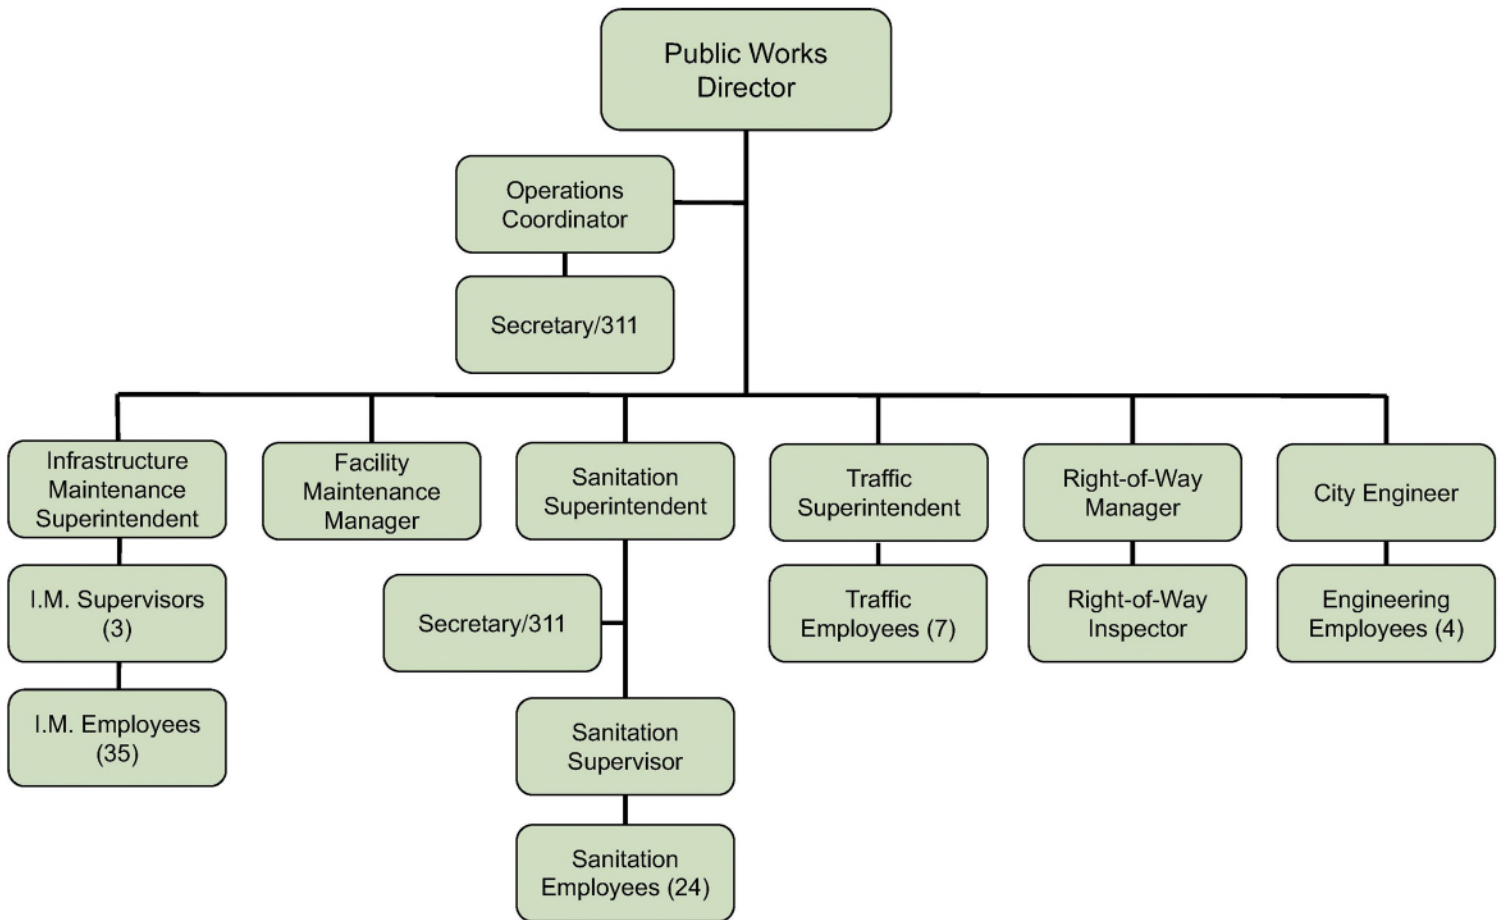 Public Works
Director
Operations
Coordinator
Secretary/311
Infrastructure
Maintenance
Superintendent
Facility
Maintenance
Manager
Sanitation
Superintendent
Traffic
Superintendent
Right-of-Way
Manager
City Engineer
I.M. Supervisors
(3)
Secretary/311
Traffic
Employees (7)
Right-of-Way
Inspector
Engineering
Employees (4)
I.M. Employees
(35)
Sanitation
Supervisor
Sanitation
Employees (24)